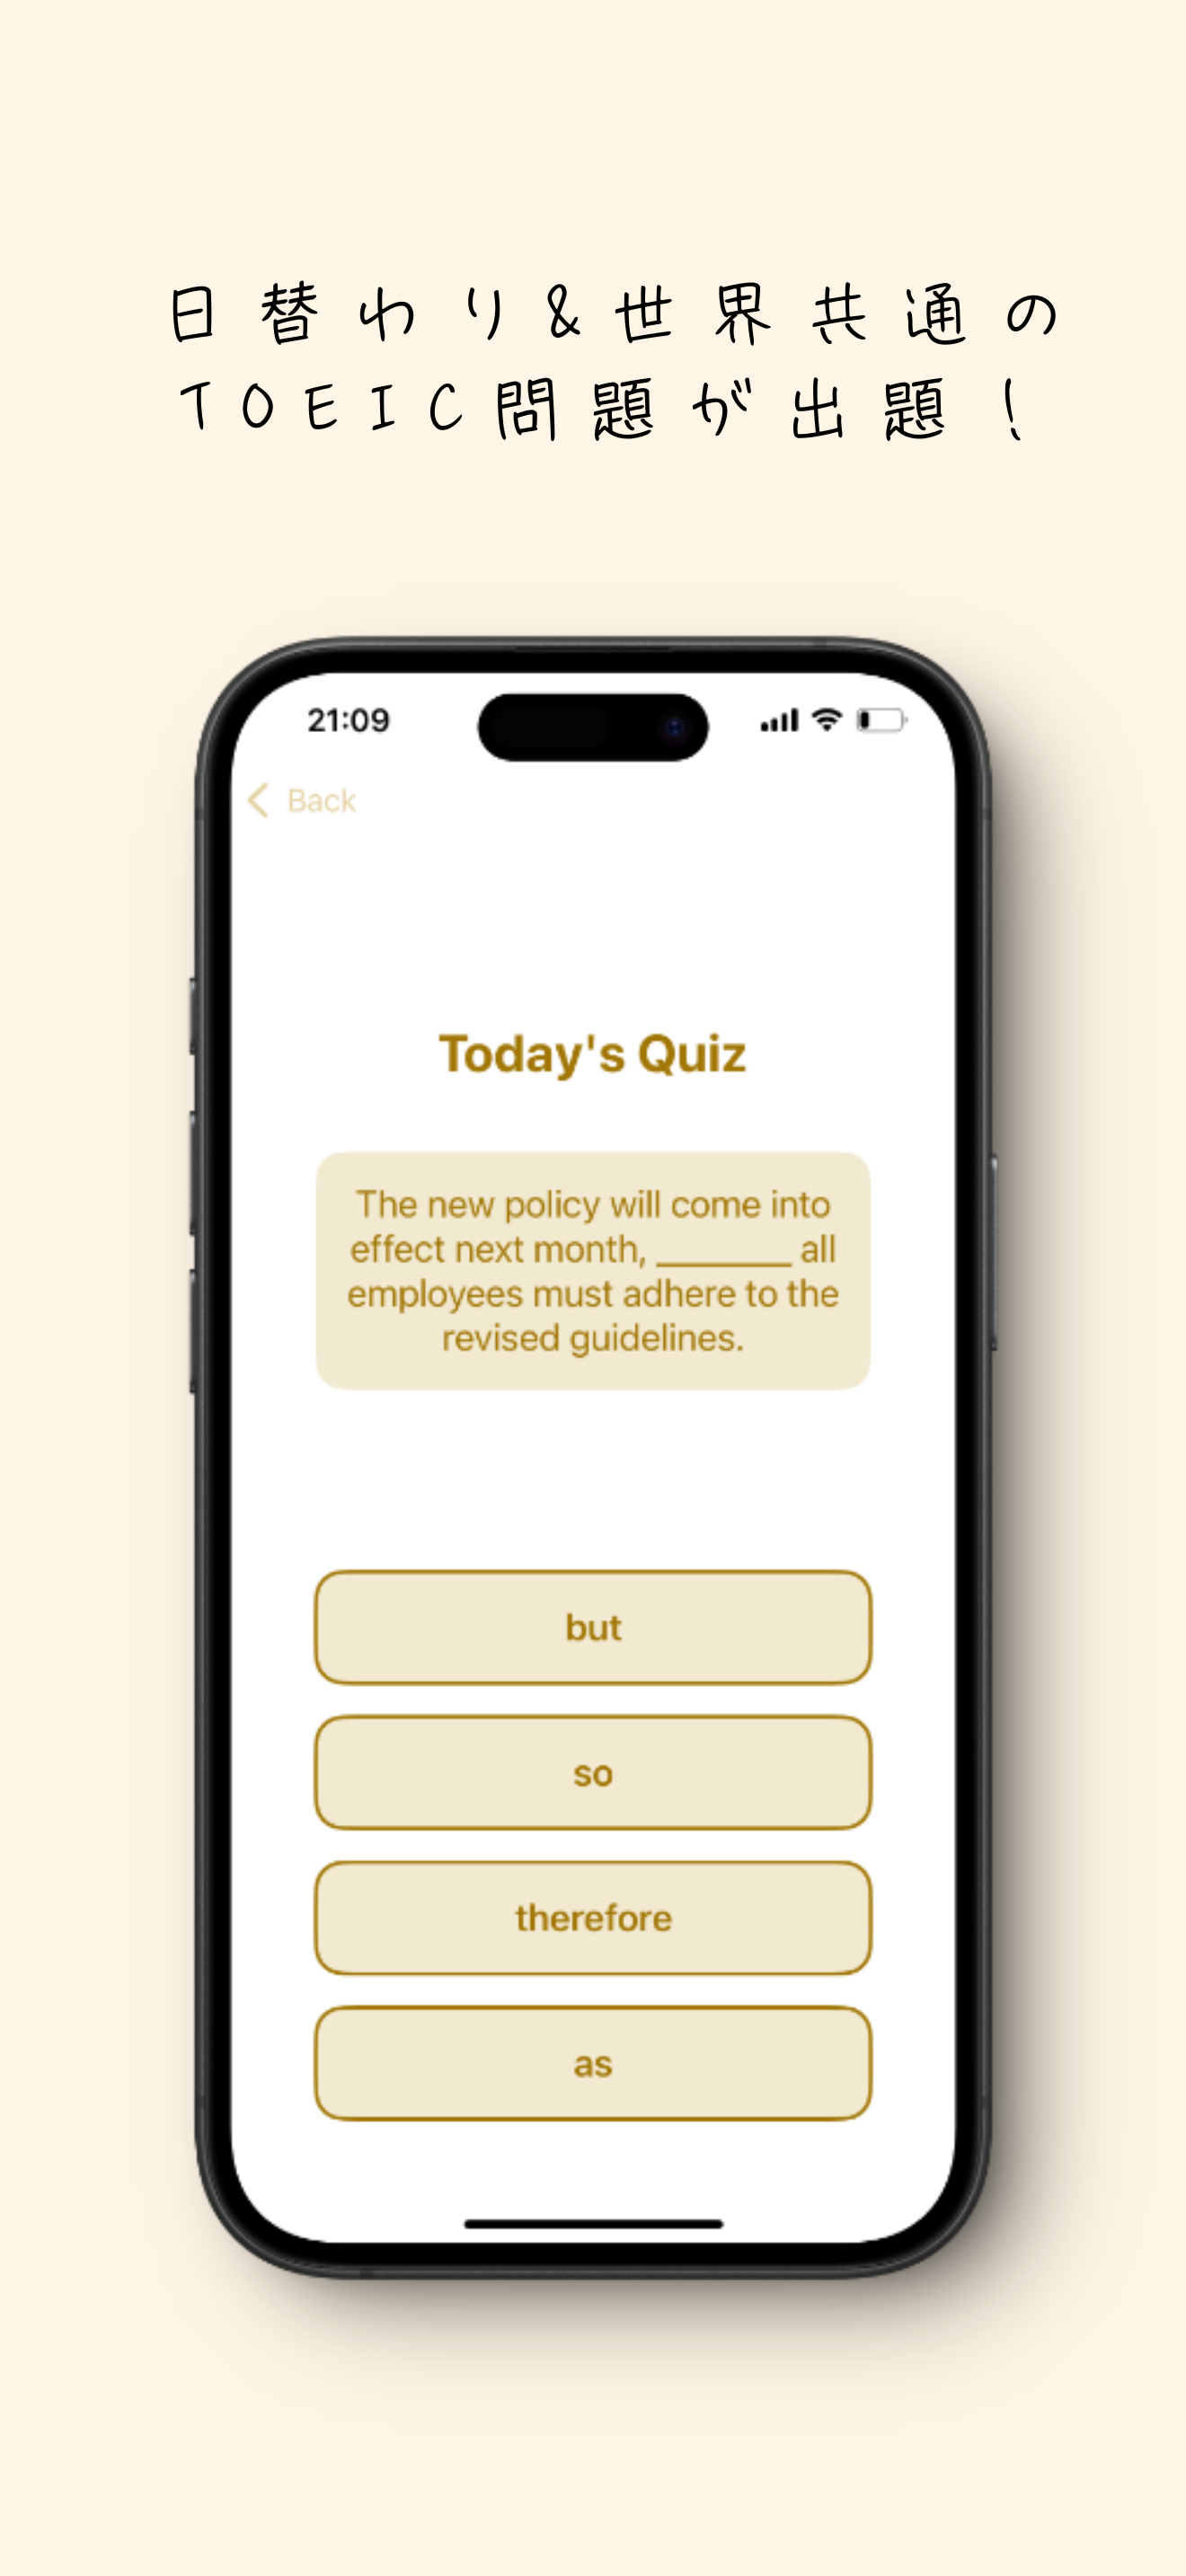 日替わり&世界共通の
TOEIC問題が出題！
21:09
Back
Today's Quiz
The new policy will come into
effect next month, ________ all
employees must adhere to the
revised guidelines.
but
so
therefore
as